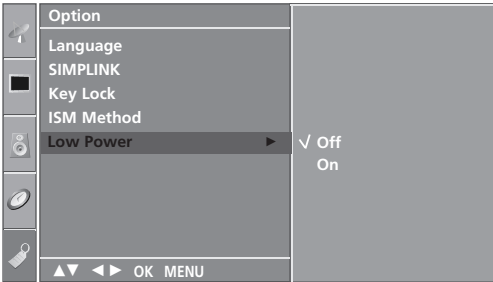 Option
Language
SIMPLINK
Key Lock
ISM Method
Low Power ►
√ Off
On
▲▼ ◄► OK MENU